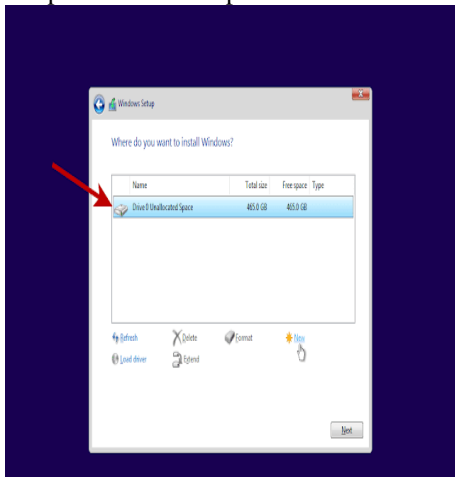 Windows Setup
Where do you want to install Windows?
Name Total size Free space Type
Drive 0 Unallocated Space 465.0 GB 465.0 GB
Refresh Delete Format New
Load driver Extend
Next